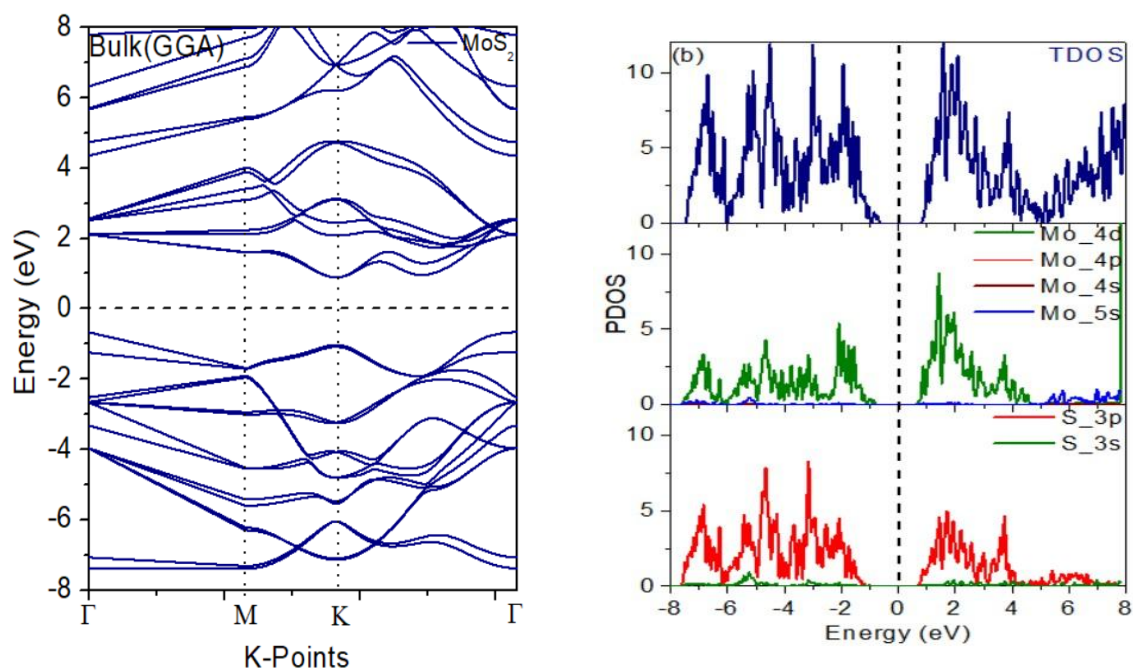 Bulk(GGA)
MoS2
8
6
4
2
0
-2
-4
-6
-8
Energy (eV)
Γ
M
K
Γ
K-Points
(b)
TDOS
10
5
0
Mo_4d
Mo_4p
Mo_4s
Mo_5s
10
5
0
S_3p
S_3s
10
5
0
PDOS
-8
-6
-4
-2
0
2
4
6
8
Energy (eV)